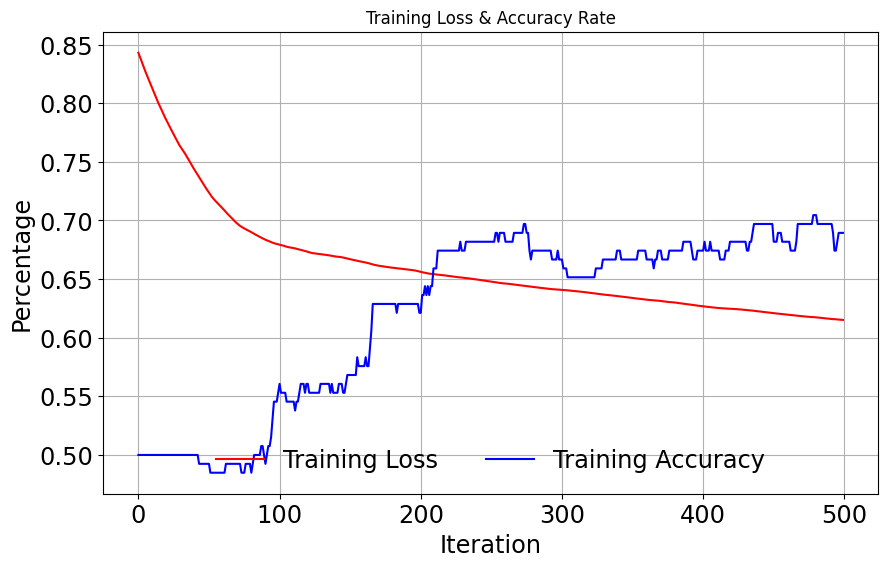 Training Loss & Accuracy Rate
0.85
0.80
0.75
0.70
0.65
0.60
0.55
0.50
Percentage
Training Loss Training Accuracy
0 100 200 300 400 500
Iteration